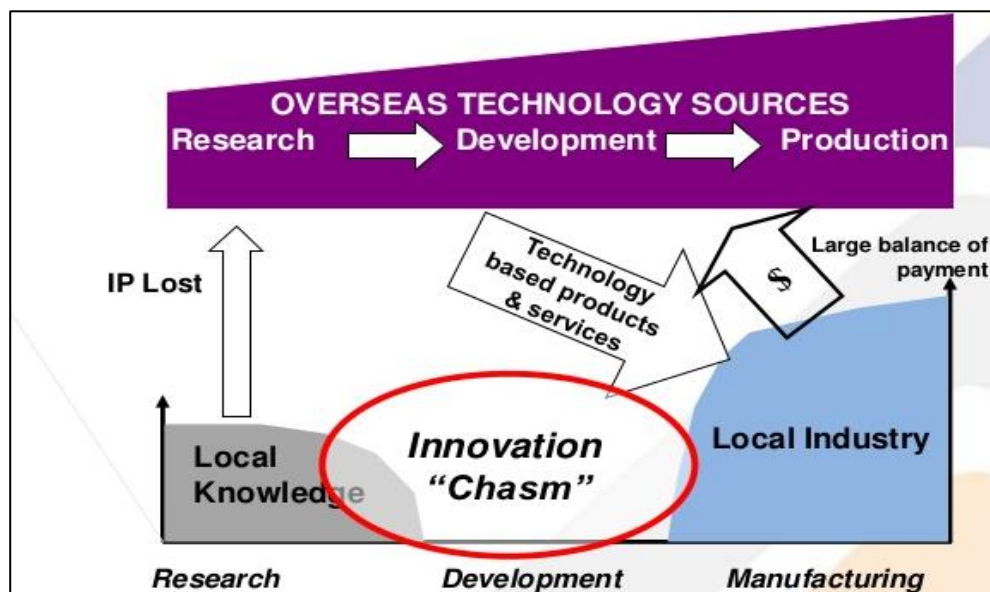 OVERSEAS TECHNOLOGY SOURCES
Research
Development
Production
IP Lost
Technology
based products
& services
$
Large balance of
payment
Local
Knowledge
Innovation
“Chasm”
Local Industry
Research
Development
Manufacturing